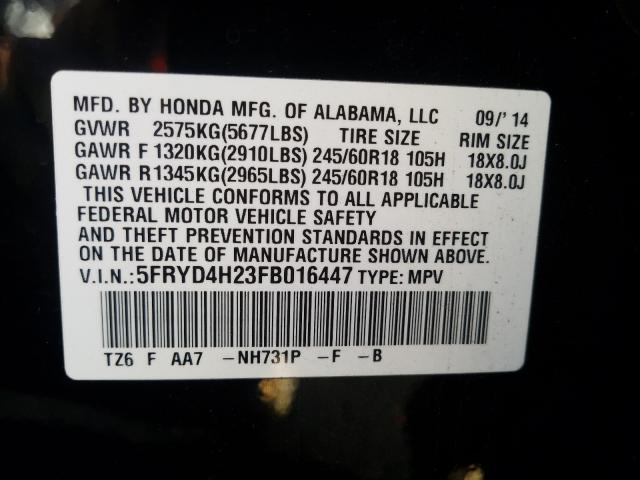 MFD. BY HONDA MFG. OF ALABAMA, LLC 09/'14
GVWR 2575KG(5677LBS) TIRE SIZE RIM SIZE
GAWR F 1320KG(2910LBS) 245/60R18 105H 18X8.0J
GAWR R1345KG(2965LBS) 245/60R18 105H 18X8.0J
THIS VEHICLE CONFORMS TO ALL APPLICABLE
FEDERAL MOTOR VEHICLE SAFETY
AND THEFT PREVENTION STANDARDS IN EFFECT
ON THE DATE OF MANUFACTURE SHOWN ABOVE.
V.I.N.: 5FRYD4H23FB016447 TYPE: MPV
TZ6 F AA7 -NH731P -F -B